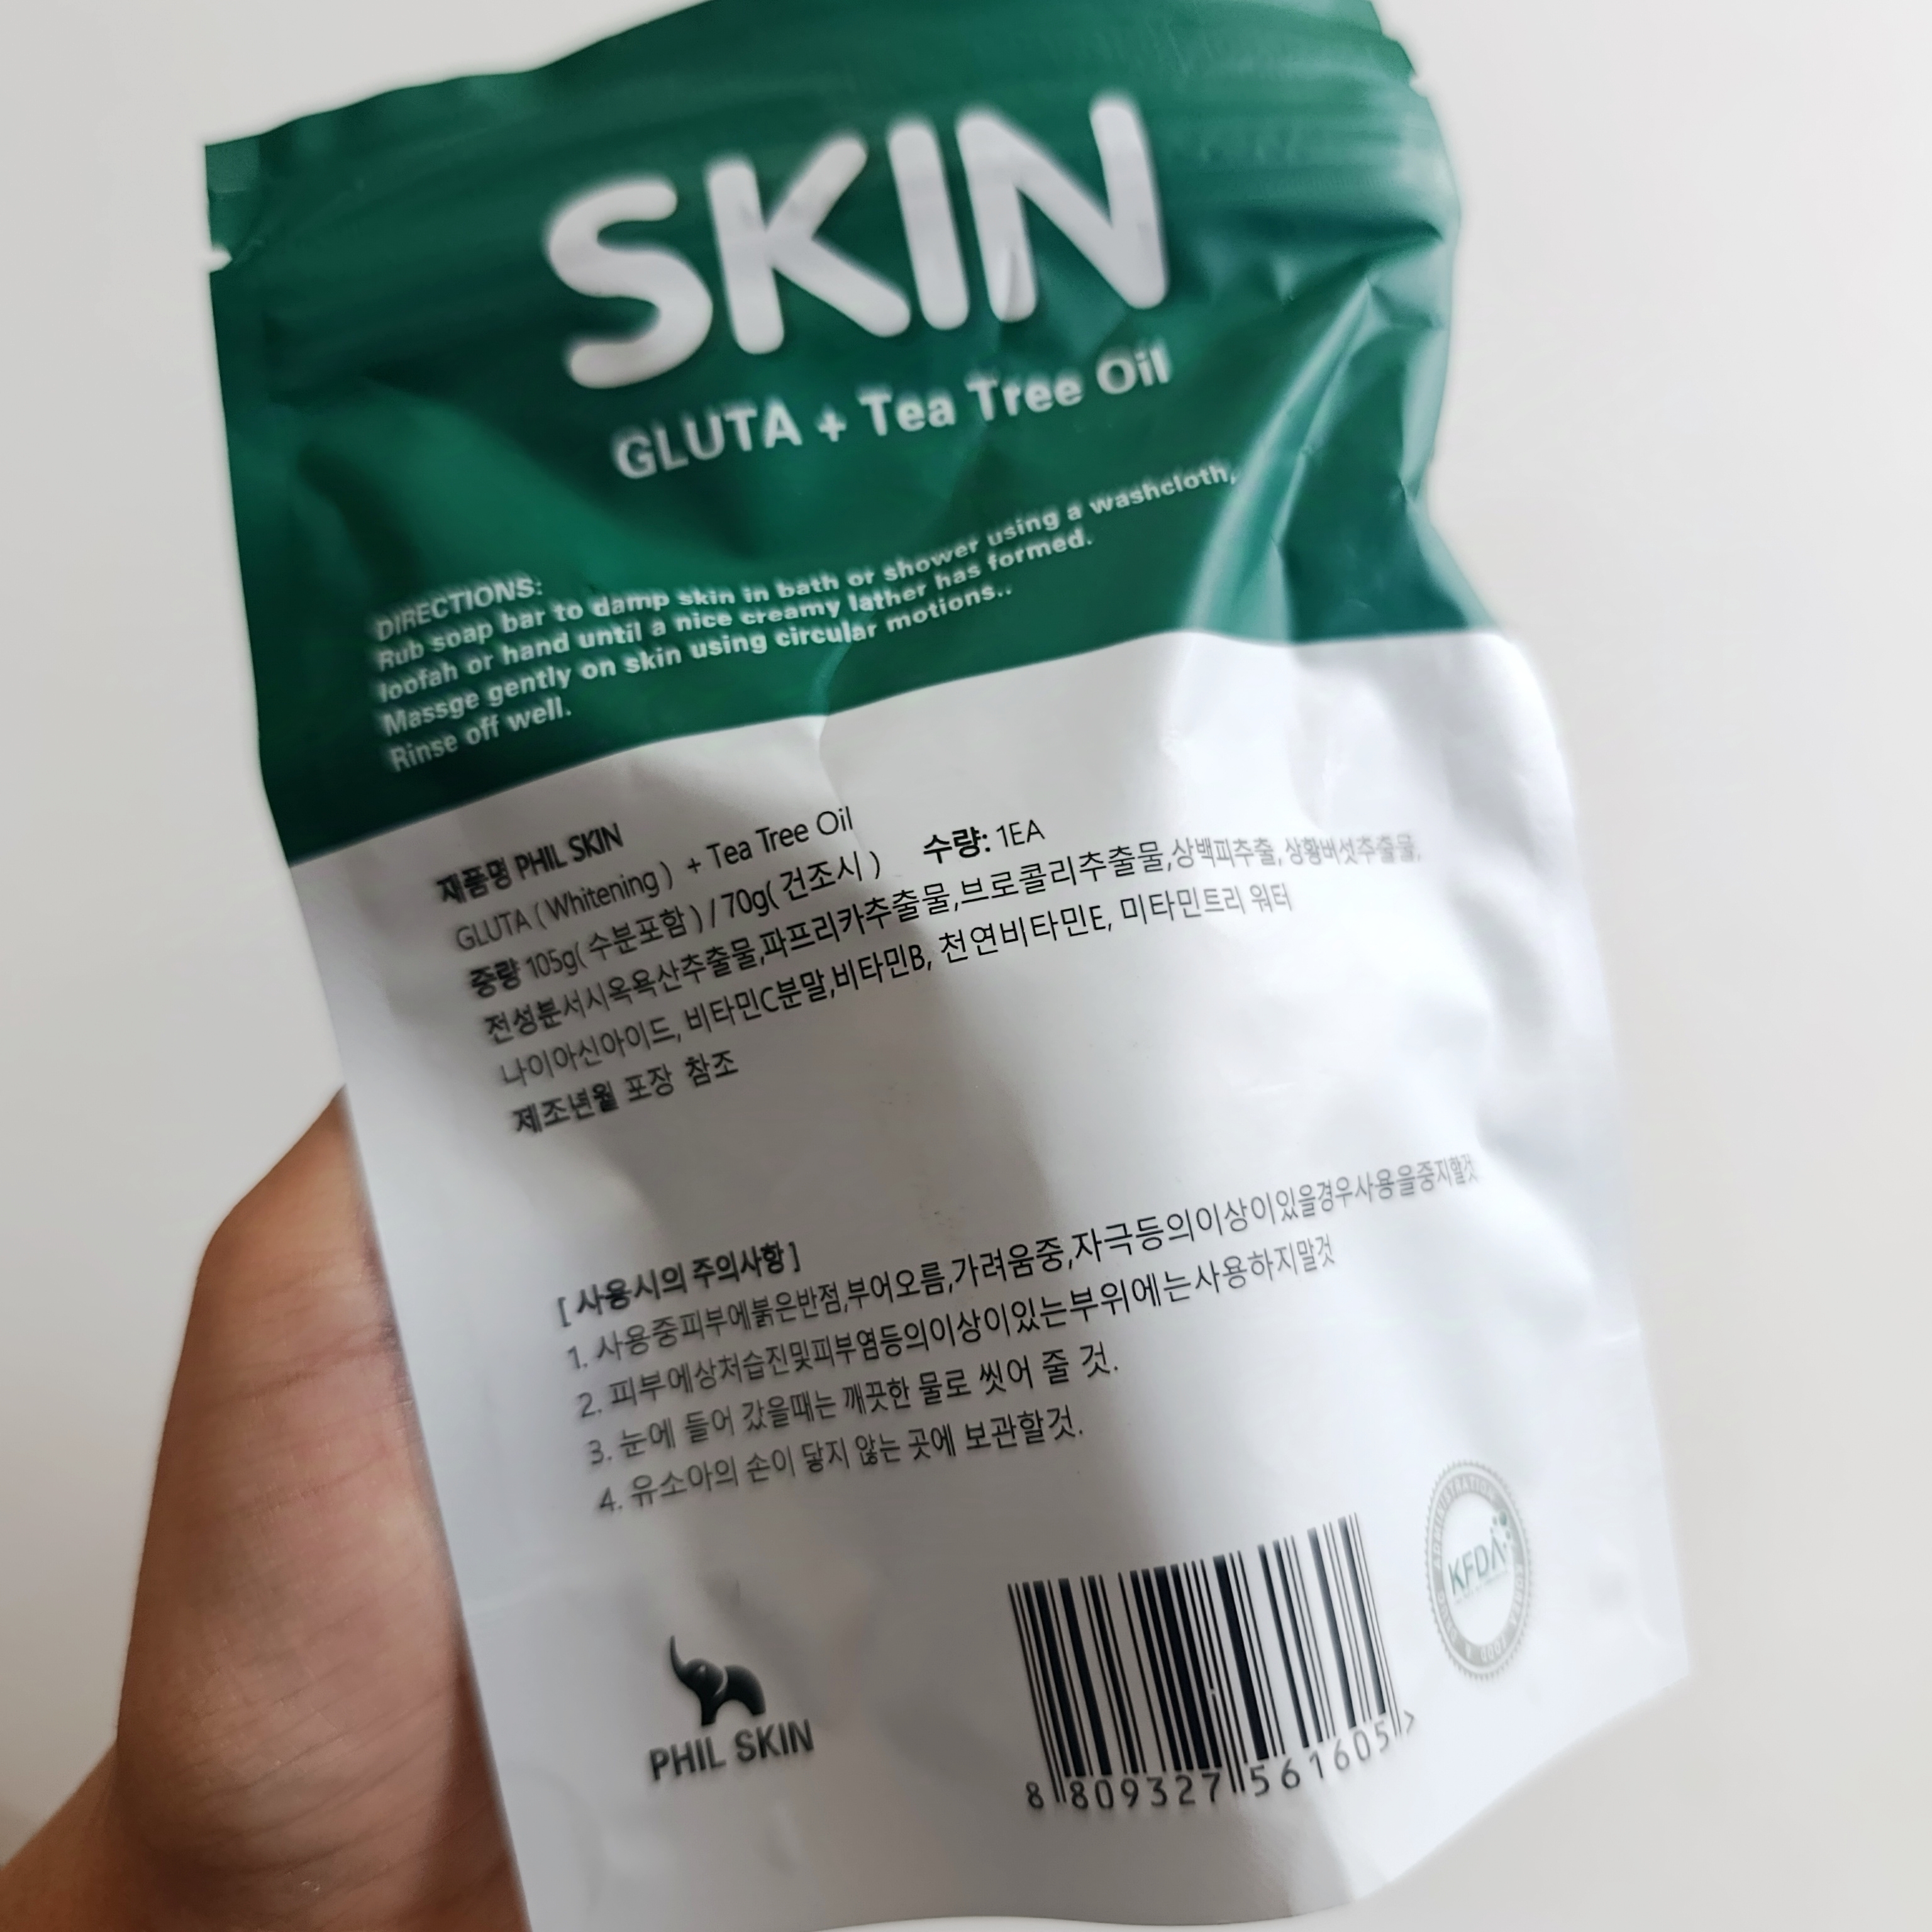 SKIN
GLUTA + Tea Tree Oil
DIRECTIONS:
Rub soap bar to damp skin in bath or shower using a washcloth,
loofah or hand until a nice creamy lather has formed.
Massge gently on skin using circular motions..
Rinse off well.
제품명 PHIL SKIN
GLUTA ( Whitening ) + Tea Tree Oil
중량 105g( 수분포함 ) / 70g( 건조시 ) 수량: 1EA
전성분서시옥욕산추출물,파프리카추출물,브로콜리추출물,상백피추출, 상황버섯추출물,
나이아신아이드, 비타민C분말,비타민B, 천연비타민E, 미타민트리 워터
제조년월 포장 참조
[ 사용시의 주의사항 ]
1. 사용중피부에붉은반점,부어오름,가려움중,자극등의이상이있을경우사용을중지할것
2. 피부에상처습진및피부염등의이상이있는부위에는사용하지말것
3. 눈에 들어 갔을때는 깨끗한 물로 씻어 줄 것.
4. 유소아의 손이 닿지 않는 곳에 보관할것.
KFDA
PHIL SKIN
8 809327 561605 >